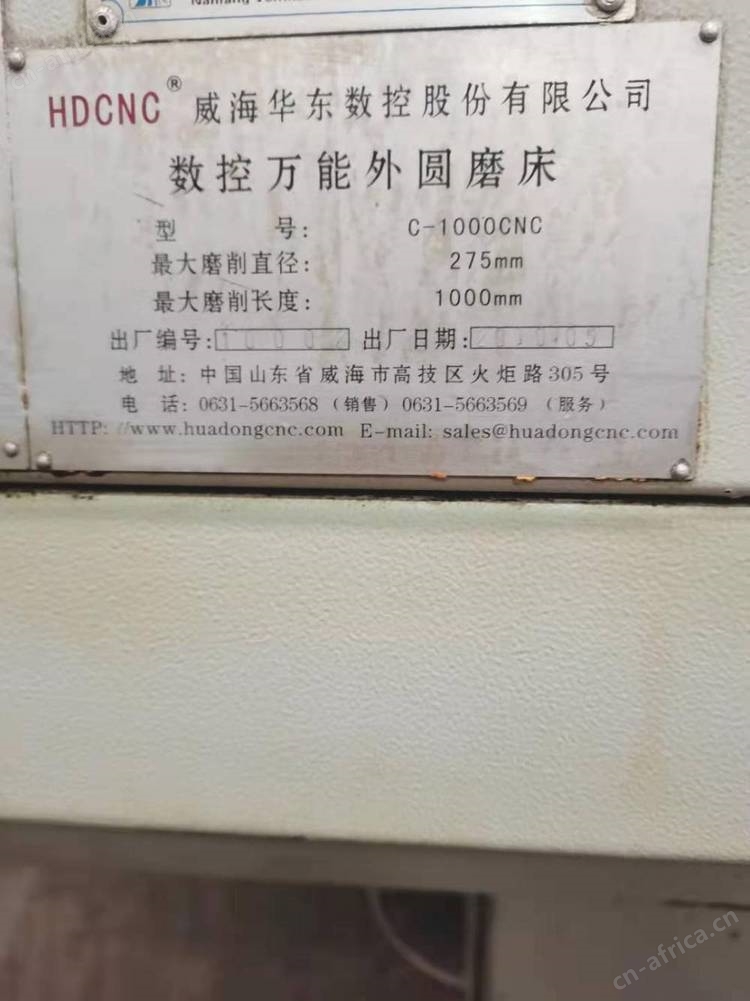 HDCNC® 威海华东数控股份有限公司
数控万能外圆磨床
型号: C-1000CNC
最大磨削直径: 275mm
最大磨削长度: 1000mm
出厂编号: 出厂日期:
地址: 中国山东省威海市高技区火炬路305号
电话: 0631-5663568 (销售) 0631-5663569 (服务)
HTTP: //www.huadongcnc.com E-mail: sales@huadongcnc.com
cn-africa.cn